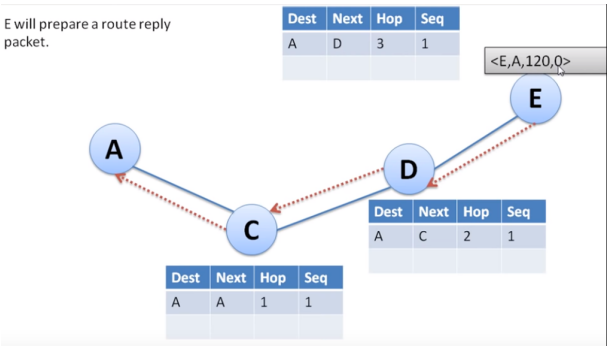 E will prepare a route reply
packet.
Dest Next Hop Seq
A D 3 1
<E,A,120,0>
E
A
D
Dest Next Hop Seq
A C 2 1
C
Dest Next Hop Seq
A A 1 1